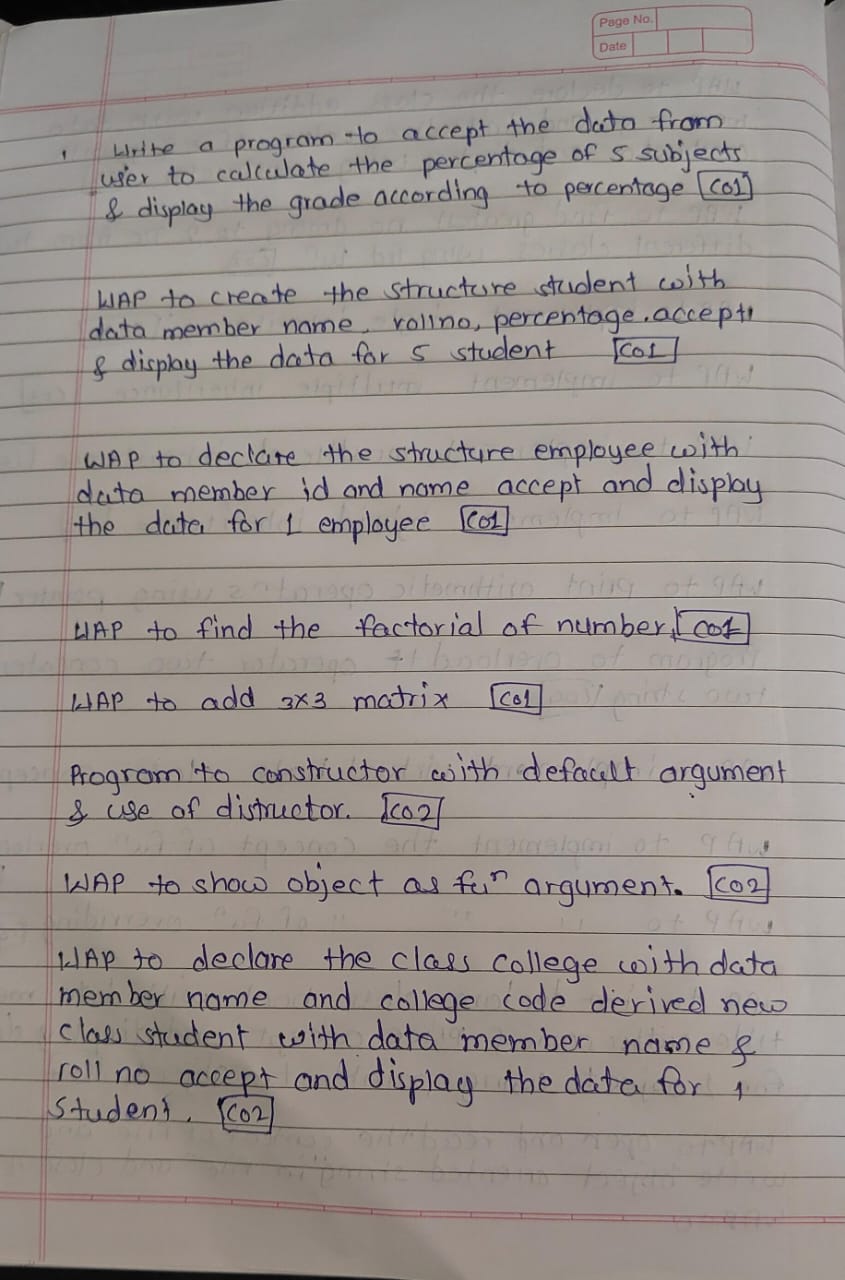 Page No.
Date
Write a program to accept the data from
user to calculate the percentage of 5 subjects
& display the grade according to percentage [CO1]
WAP to create the structure student with
data member name, rollno, percentage. accept
& display the data for 5 student [CO1]
WAP to declare the structure employee with
data member id and name accept and display
the data for 1 employee [CO1]
WAP to find the factorial of number. [CO1]
WAP to add 3x3 matrix [CO1]
Program to constructor with default argument
& use of distructor. [CO2]
WAP to show object as fuⁿ argument. [CO2]
WAP to declare the class college with data
member name and college code derived new
class student with data member name &
roll no accept and display the data for 1
student. [CO2]